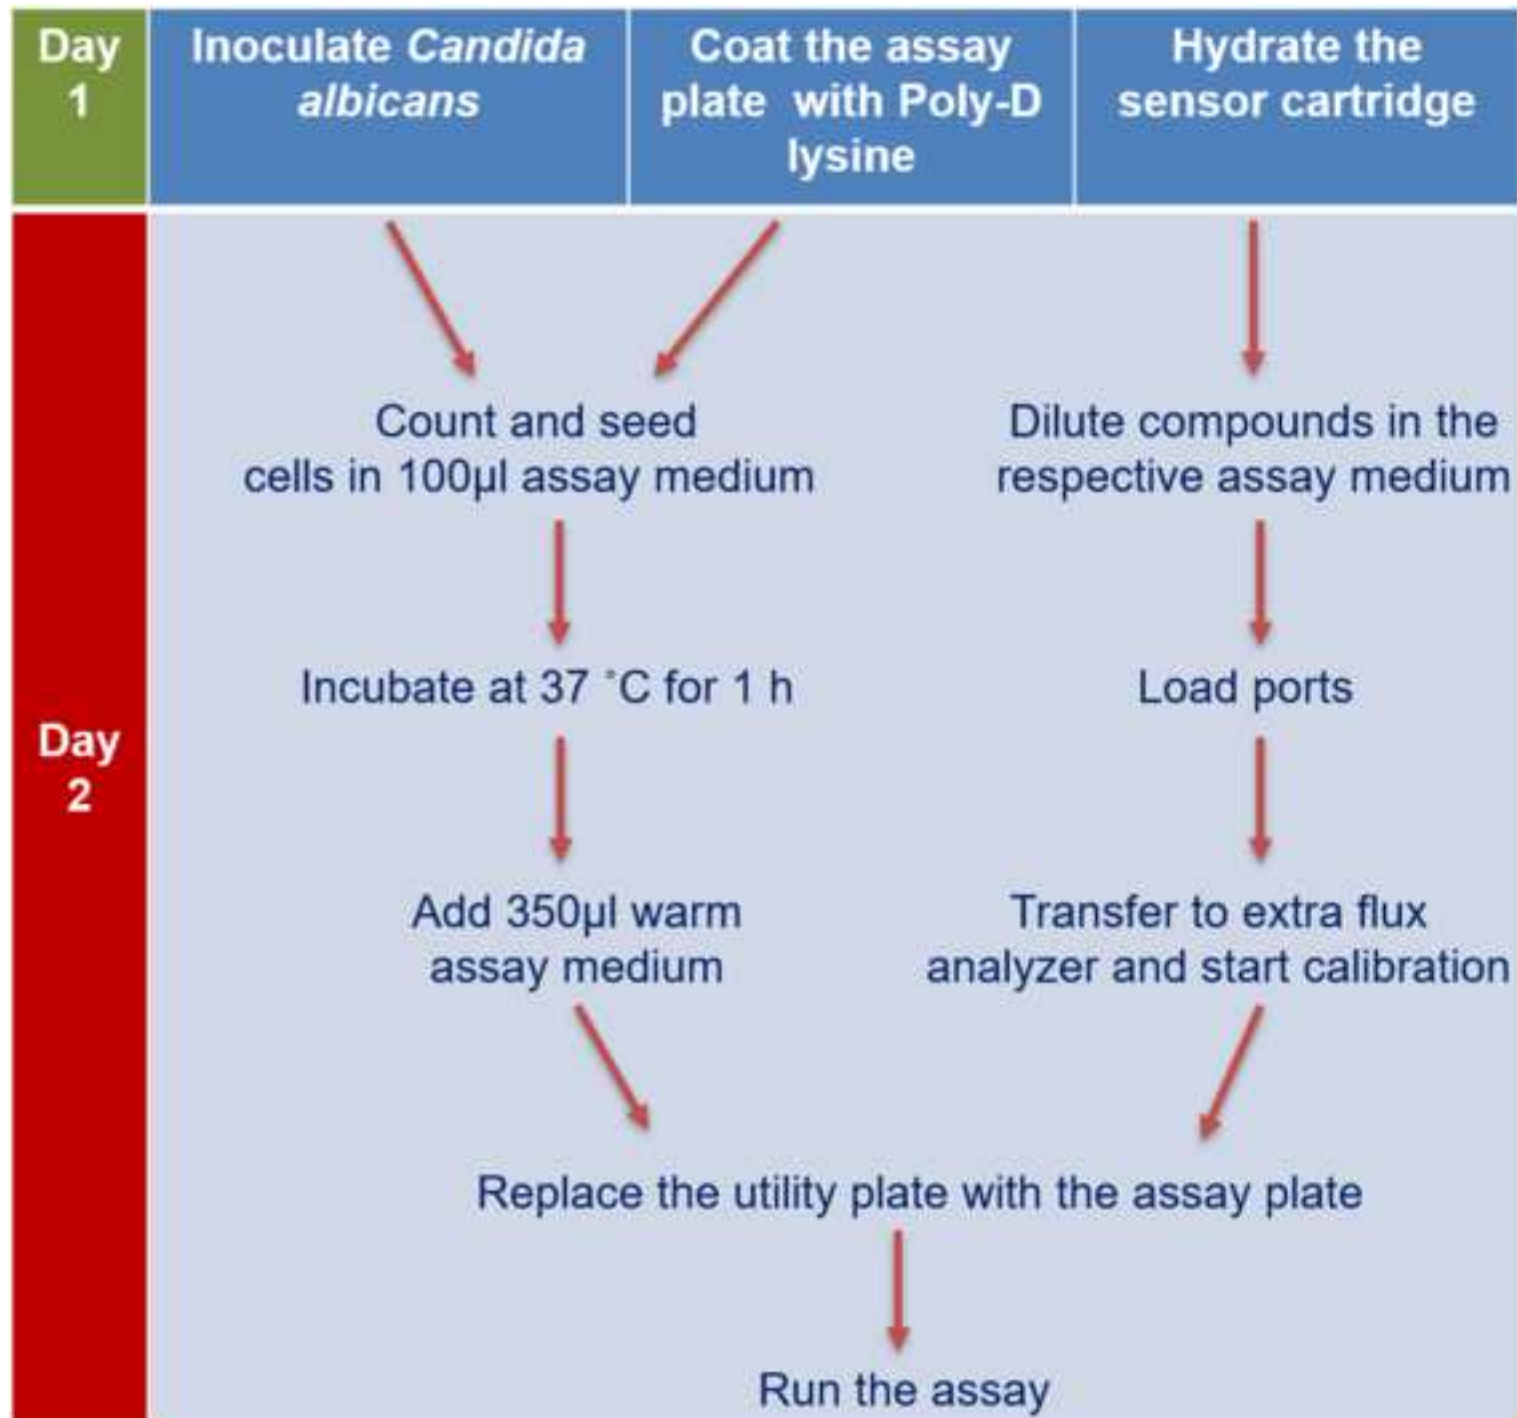 Day
1
Inoculate Candida
albicans
Coat the assay
plate with Poly-D
lysine
Hydrate the
sensor cartridge
Day
2
Count and seed
cells in 100µl assay medium
Dilute compounds in the
respective assay medium
Incubate at 37 ˚C for 1 h
Load ports
Add 350µl warm
assay medium
Transfer to extra flux
analyzer and start calibration
Replace the utility plate with the assay plate
Run the assay